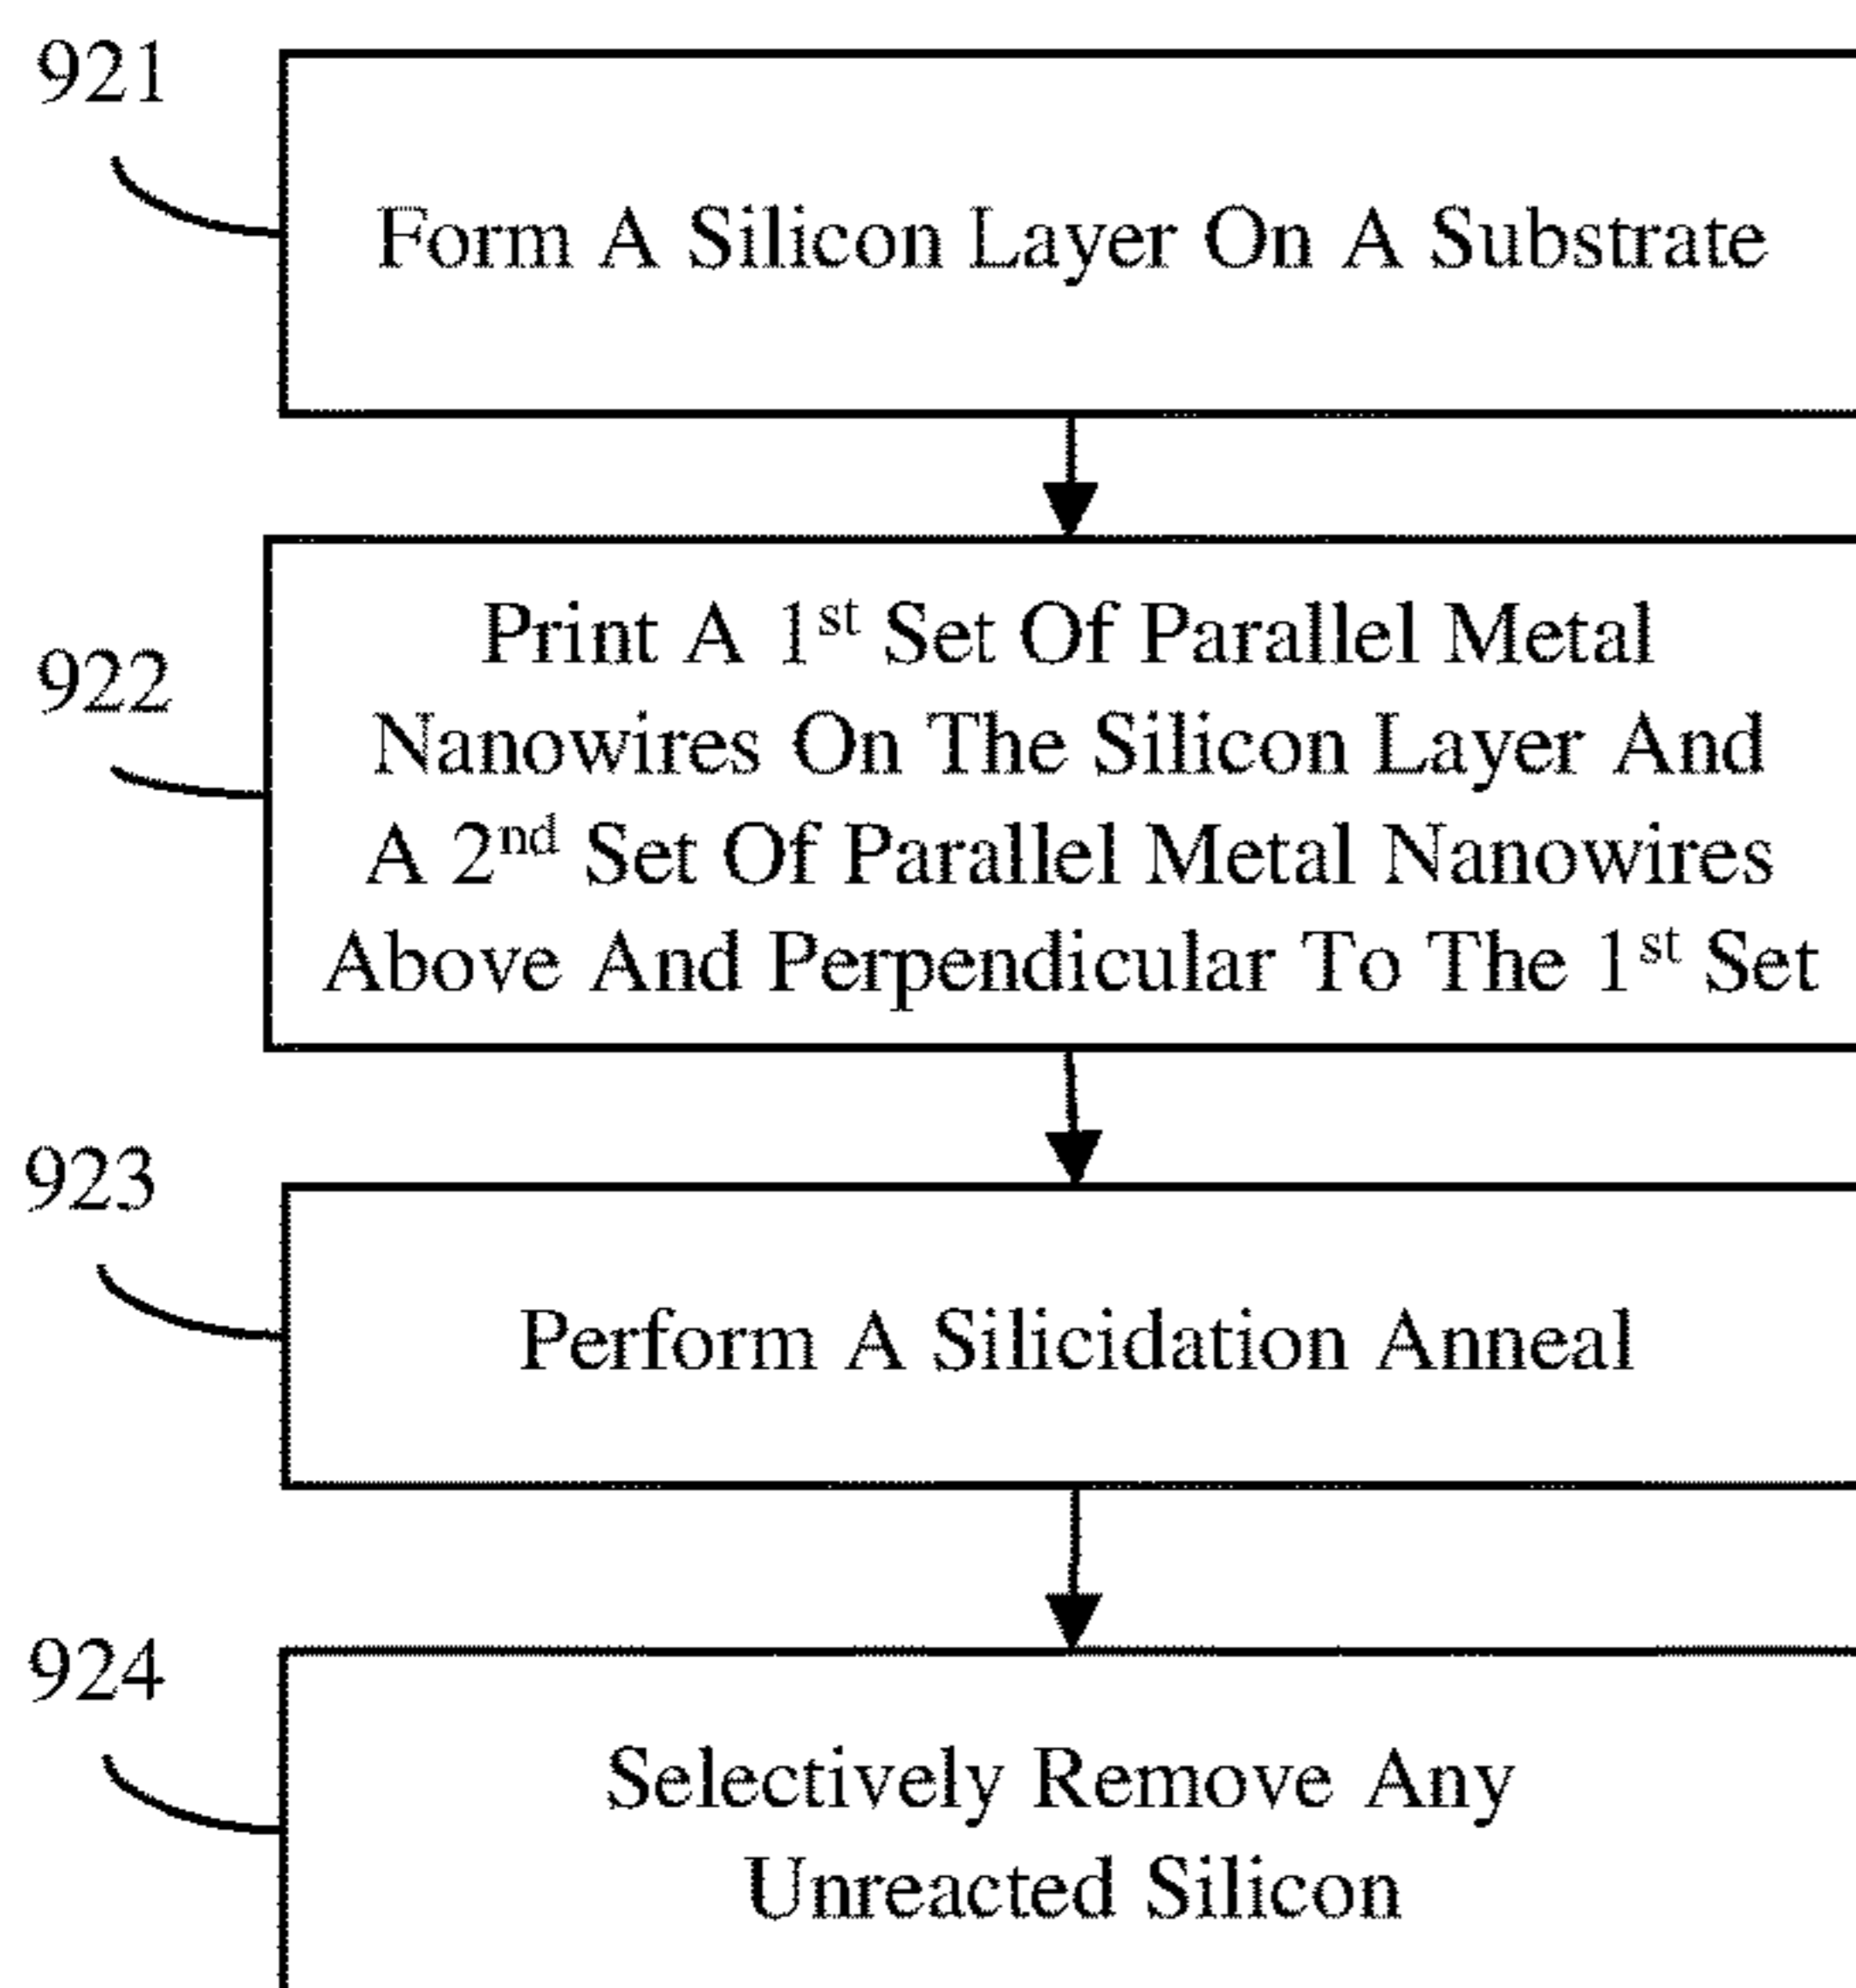 921
Form A Silicon Layer On A Substrate
922
Print A 1st Set Of Parallel Metal
Nanowires On The Silicon Layer And
A 2nd Set Of Parallel Metal Nanowires
Above And Perpendicular To The 1st Set
923
Perform A Silicidation Anneal
924
Selectively Remove Any
Unreacted Silicon